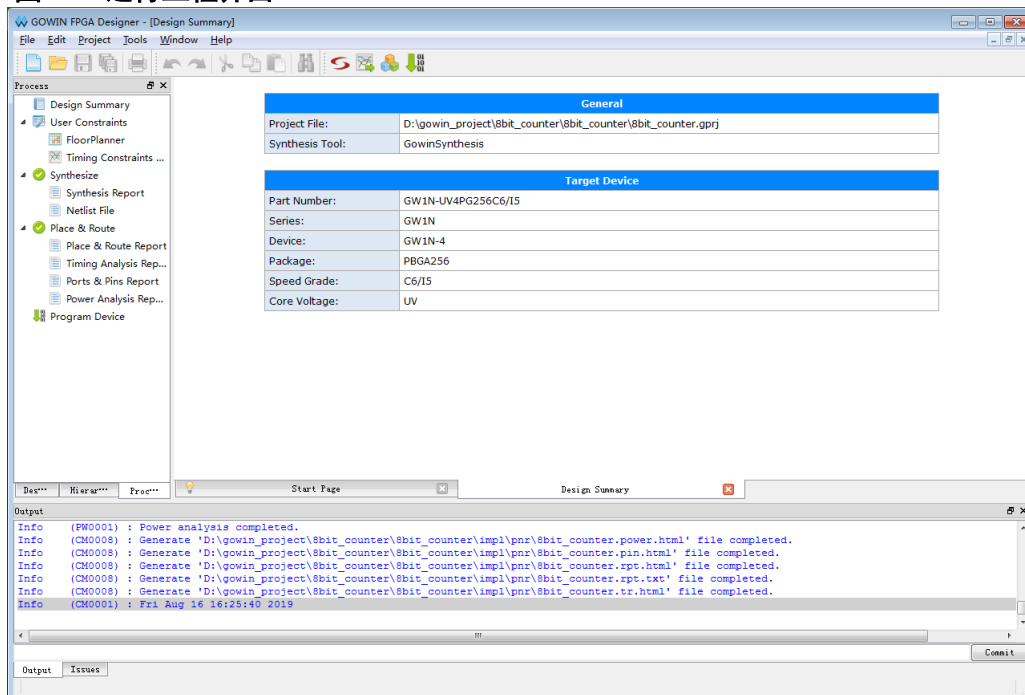 GOWIN FPGA Designer - [Design Summary]
File Edit Project Tools Window Help
Process
Design Summary
User Constraints
FloorPlanner
Timing Constraints ...
Synthesize
Synthesis Report
Netlist File
Place & Route
Place & Route Report
Timing Analysis Rep...
Ports & Pins Report
Power Analysis Rep...
Program Device
General
Project File: D:\gowin_project\8bit_counter\8bit_counter\8bit_counter.gprj
Synthesis Tool: GowinSynthesis
Target Device
Part Number: GW1N-UV4PG256C6/I5
Series: GW1N
Device: GW1N-4
Package: PBGA256
Speed Grade: C6/I5
Core Voltage: UV
Des··· Hierar··· Proc··· Start Page Design Summary
Output
Info (PW0001) : Power analysis completed.
Info (CM0008) : Generate 'D:\gowin_project\8bit_counter\8bit_counter\impl\pnr\8bit_counter.power.html' file completed.
Info (CM0008) : Generate 'D:\gowin_project\8bit_counter\8bit_counter\impl\pnr\8bit_counter.pin.html' file completed.
Info (CM0008) : Generate 'D:\gowin_project\8bit_counter\8bit_counter\impl\pnr\8bit_counter.rpt.html' file completed.
Info (CM0008) : Generate 'D:\gowin_project\8bit_counter\8bit_counter\impl\pnr\8bit_counter.rpt.txt' file completed.
Info (CM0008) : Generate 'D:\gowin_project\8bit_counter\8bit_counter\impl\pnr\8bit_counter.tr.html' file completed.
Info (CM0001) : Fri Aug 16 16:25:40 2019
Commit
Output Issues